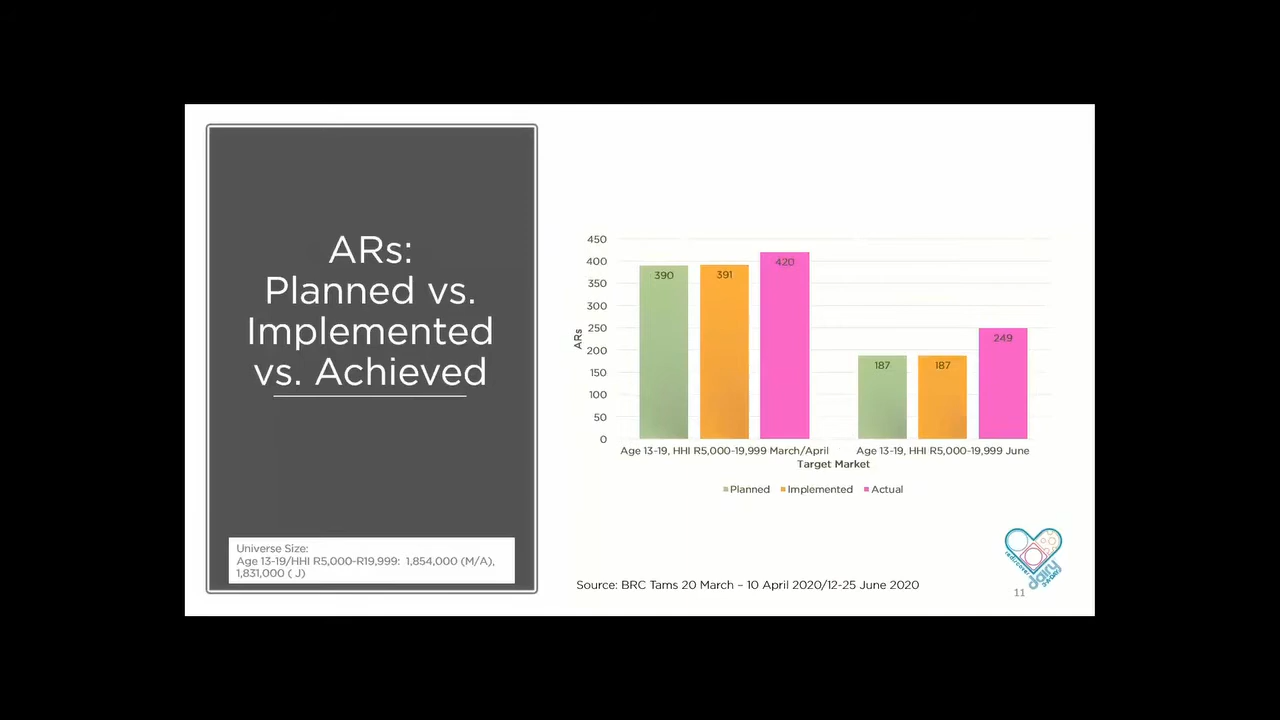 ARs:
Planned vs.
Implemented
vs. Achieved
Universe Size:
Age 13-19/HHI R5,000-R19,999: 1,854,000 (M/A),
1,831,000 ( J)
450
400
350
300
250
200
150
100
50
0
ARs
390
391
420
187
187
249
Age 13-19, HHI R5,000-19,999 March/April
Age 13-19, HHI R5,000-19,999 June
Target Market
Planned
Implemented
Actual
Source: BRC Tams 20 March – 10 April 2020/12-25 June 2020
dairy
11